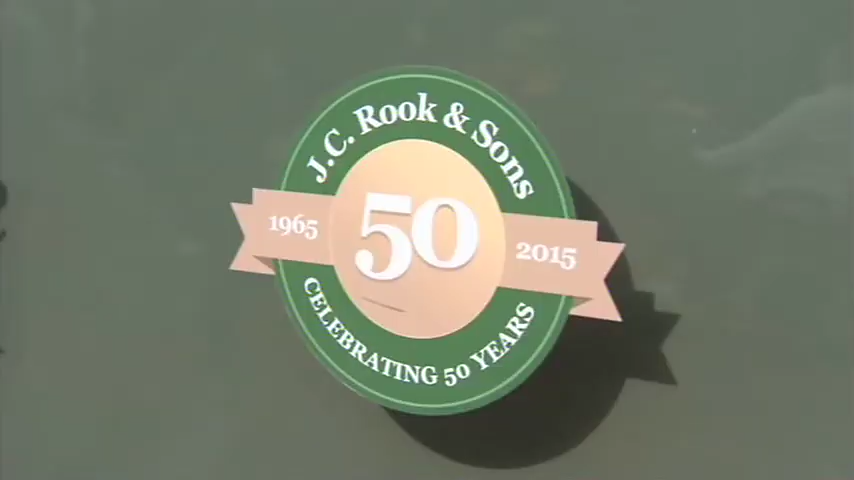 J.C. Rook & Sons
1965
50
2015
CELEBRATING 50 YEARS